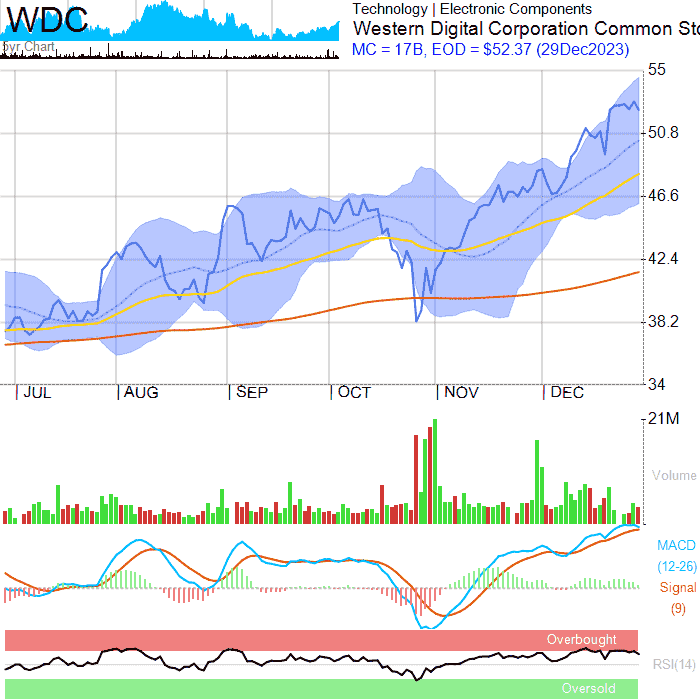 WDC
5yr Chart
Technology | Electronic Components
Western Digital Corporation Common Sto
MC = 17B, EOD = $52.37 (29Dec2023)
55
50.8
46.6
42.4
38.2
34
JUL AUG SEP OCT NOV DEC
21M
Volume
MACD
(12-26)
Signal
(9)
Overbought
RSI(14)
Oversold